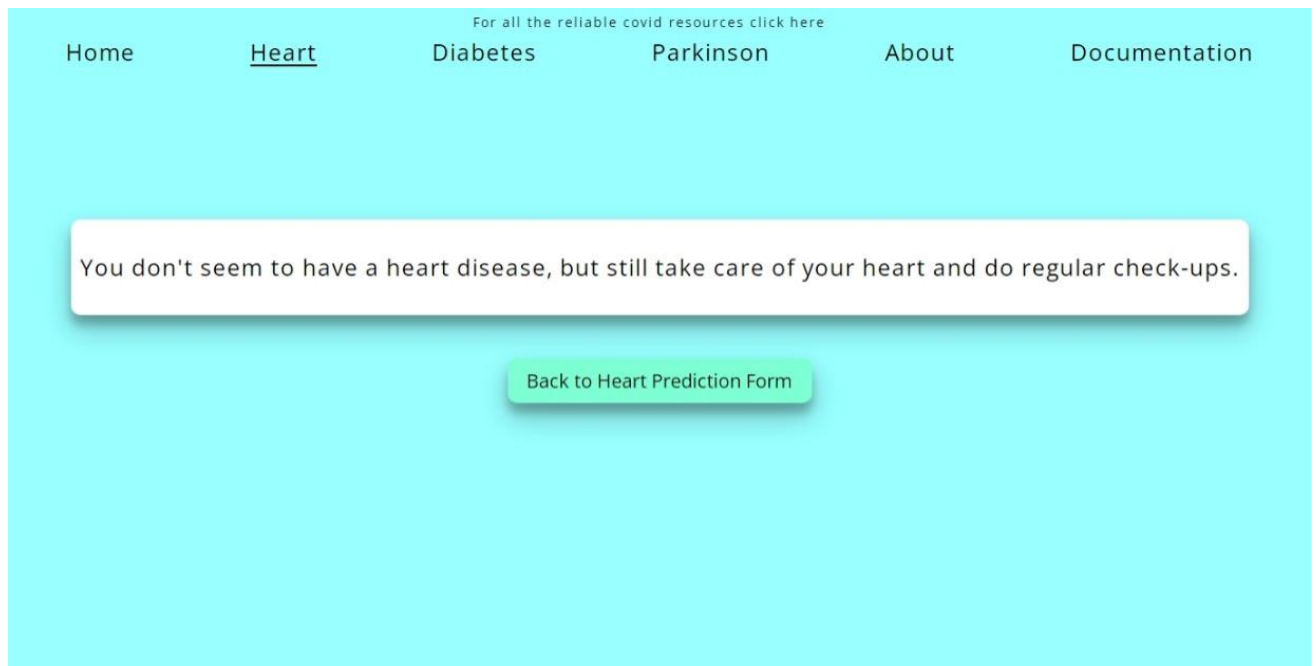 For all the reliable covid resources click here
Home Heart Diabetes Parkinson About Documentation
You don't seem to have a heart disease, but still take care of your heart and do regular check-ups.
Back to Heart Prediction Form